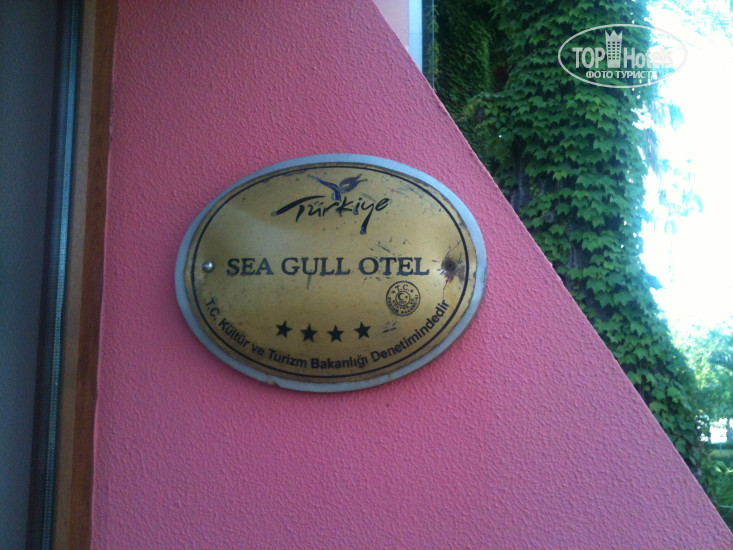 TOP Hotels
ФОТО ТУРИСТА
Türkiye
SEA GULL OTEL
T.C.
★★★★
T.C. Kültür ve Turizm Bakanlığı Denetimindedir